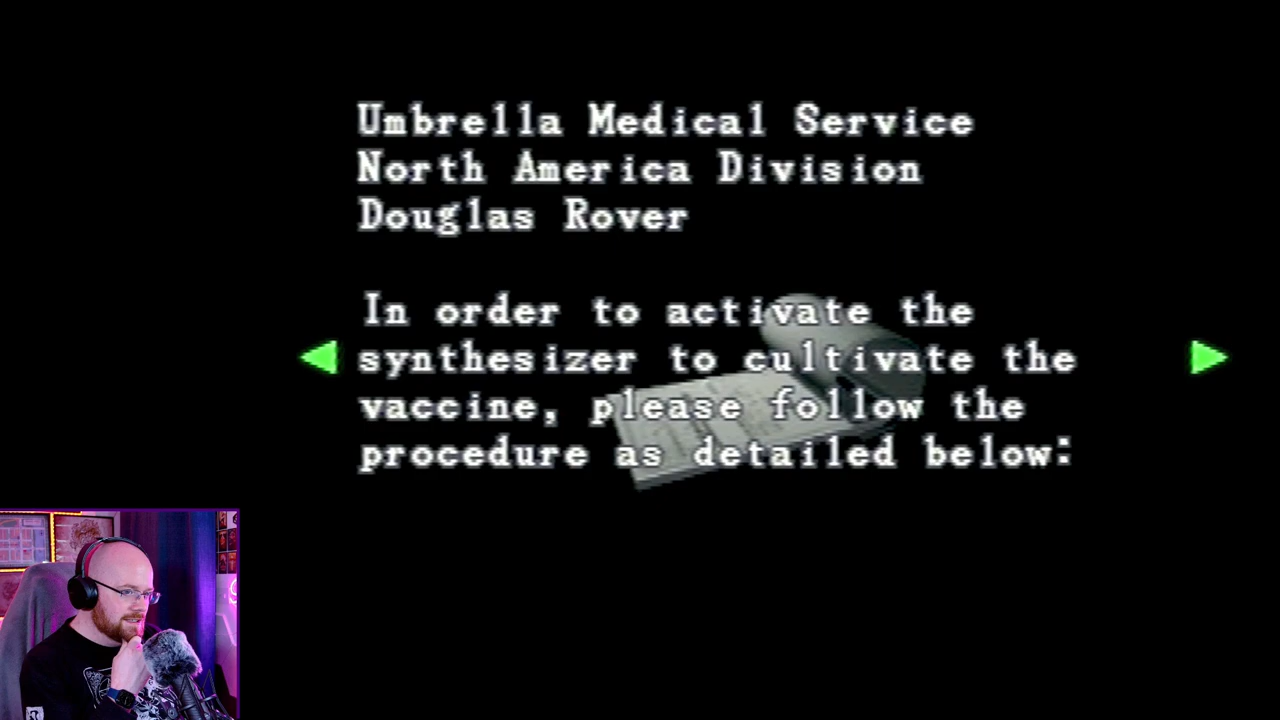 Umbrella Medical Service
North America Division
Douglas Rover
In order to activate the
synthesizer to cultivate the
vaccine, please follow the
procedure as detailed below: